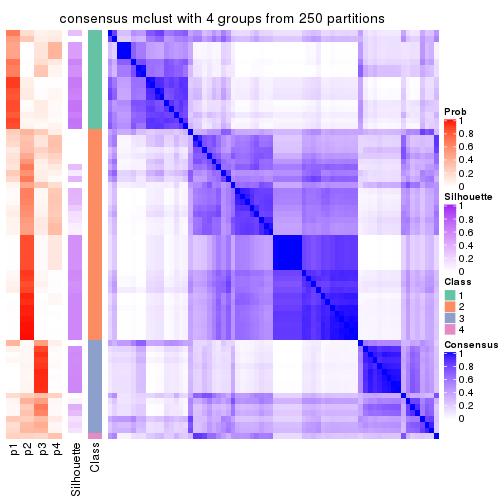 consensus mclust with 4 groups from 250 partitions
Prob
1
0.8
0.6
0.4
0.2
0
Silhouette
1
0.8
0.6
0.4
0.2
0
Class
1
2
3
4
Consensus
1
0.8
0.6
0.4
0.2
0
p1
p2
p3
p4
Silhouette
Class